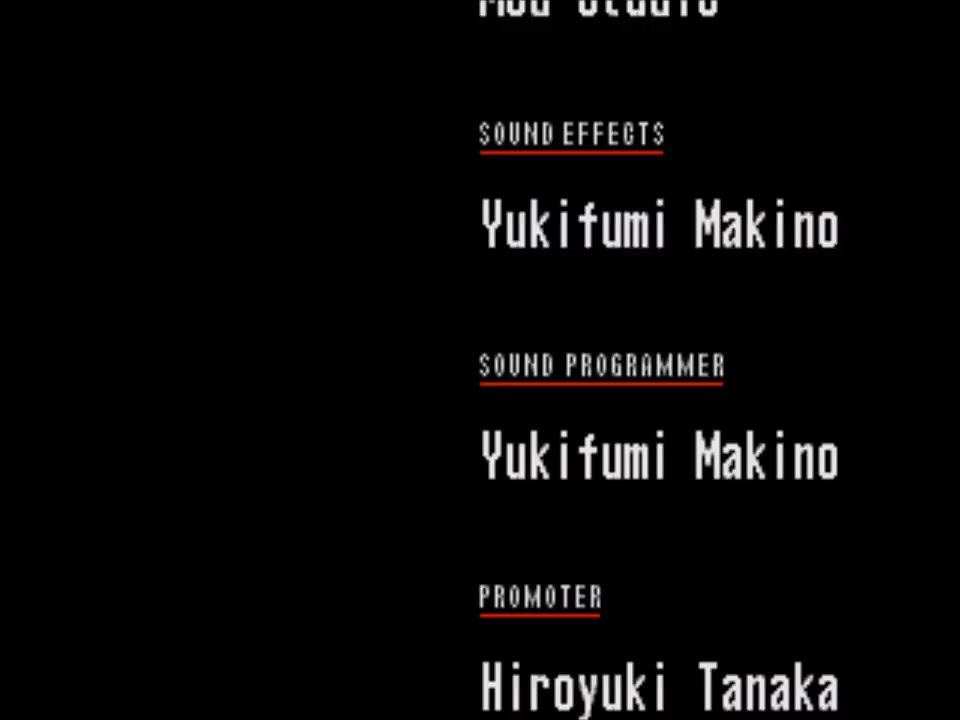 SOUND EFFECTS
Yukifumi Makino
SOUND PROGRAMMER
Yukifumi Makino
PROMOTER
Hiroyuki Tanaka